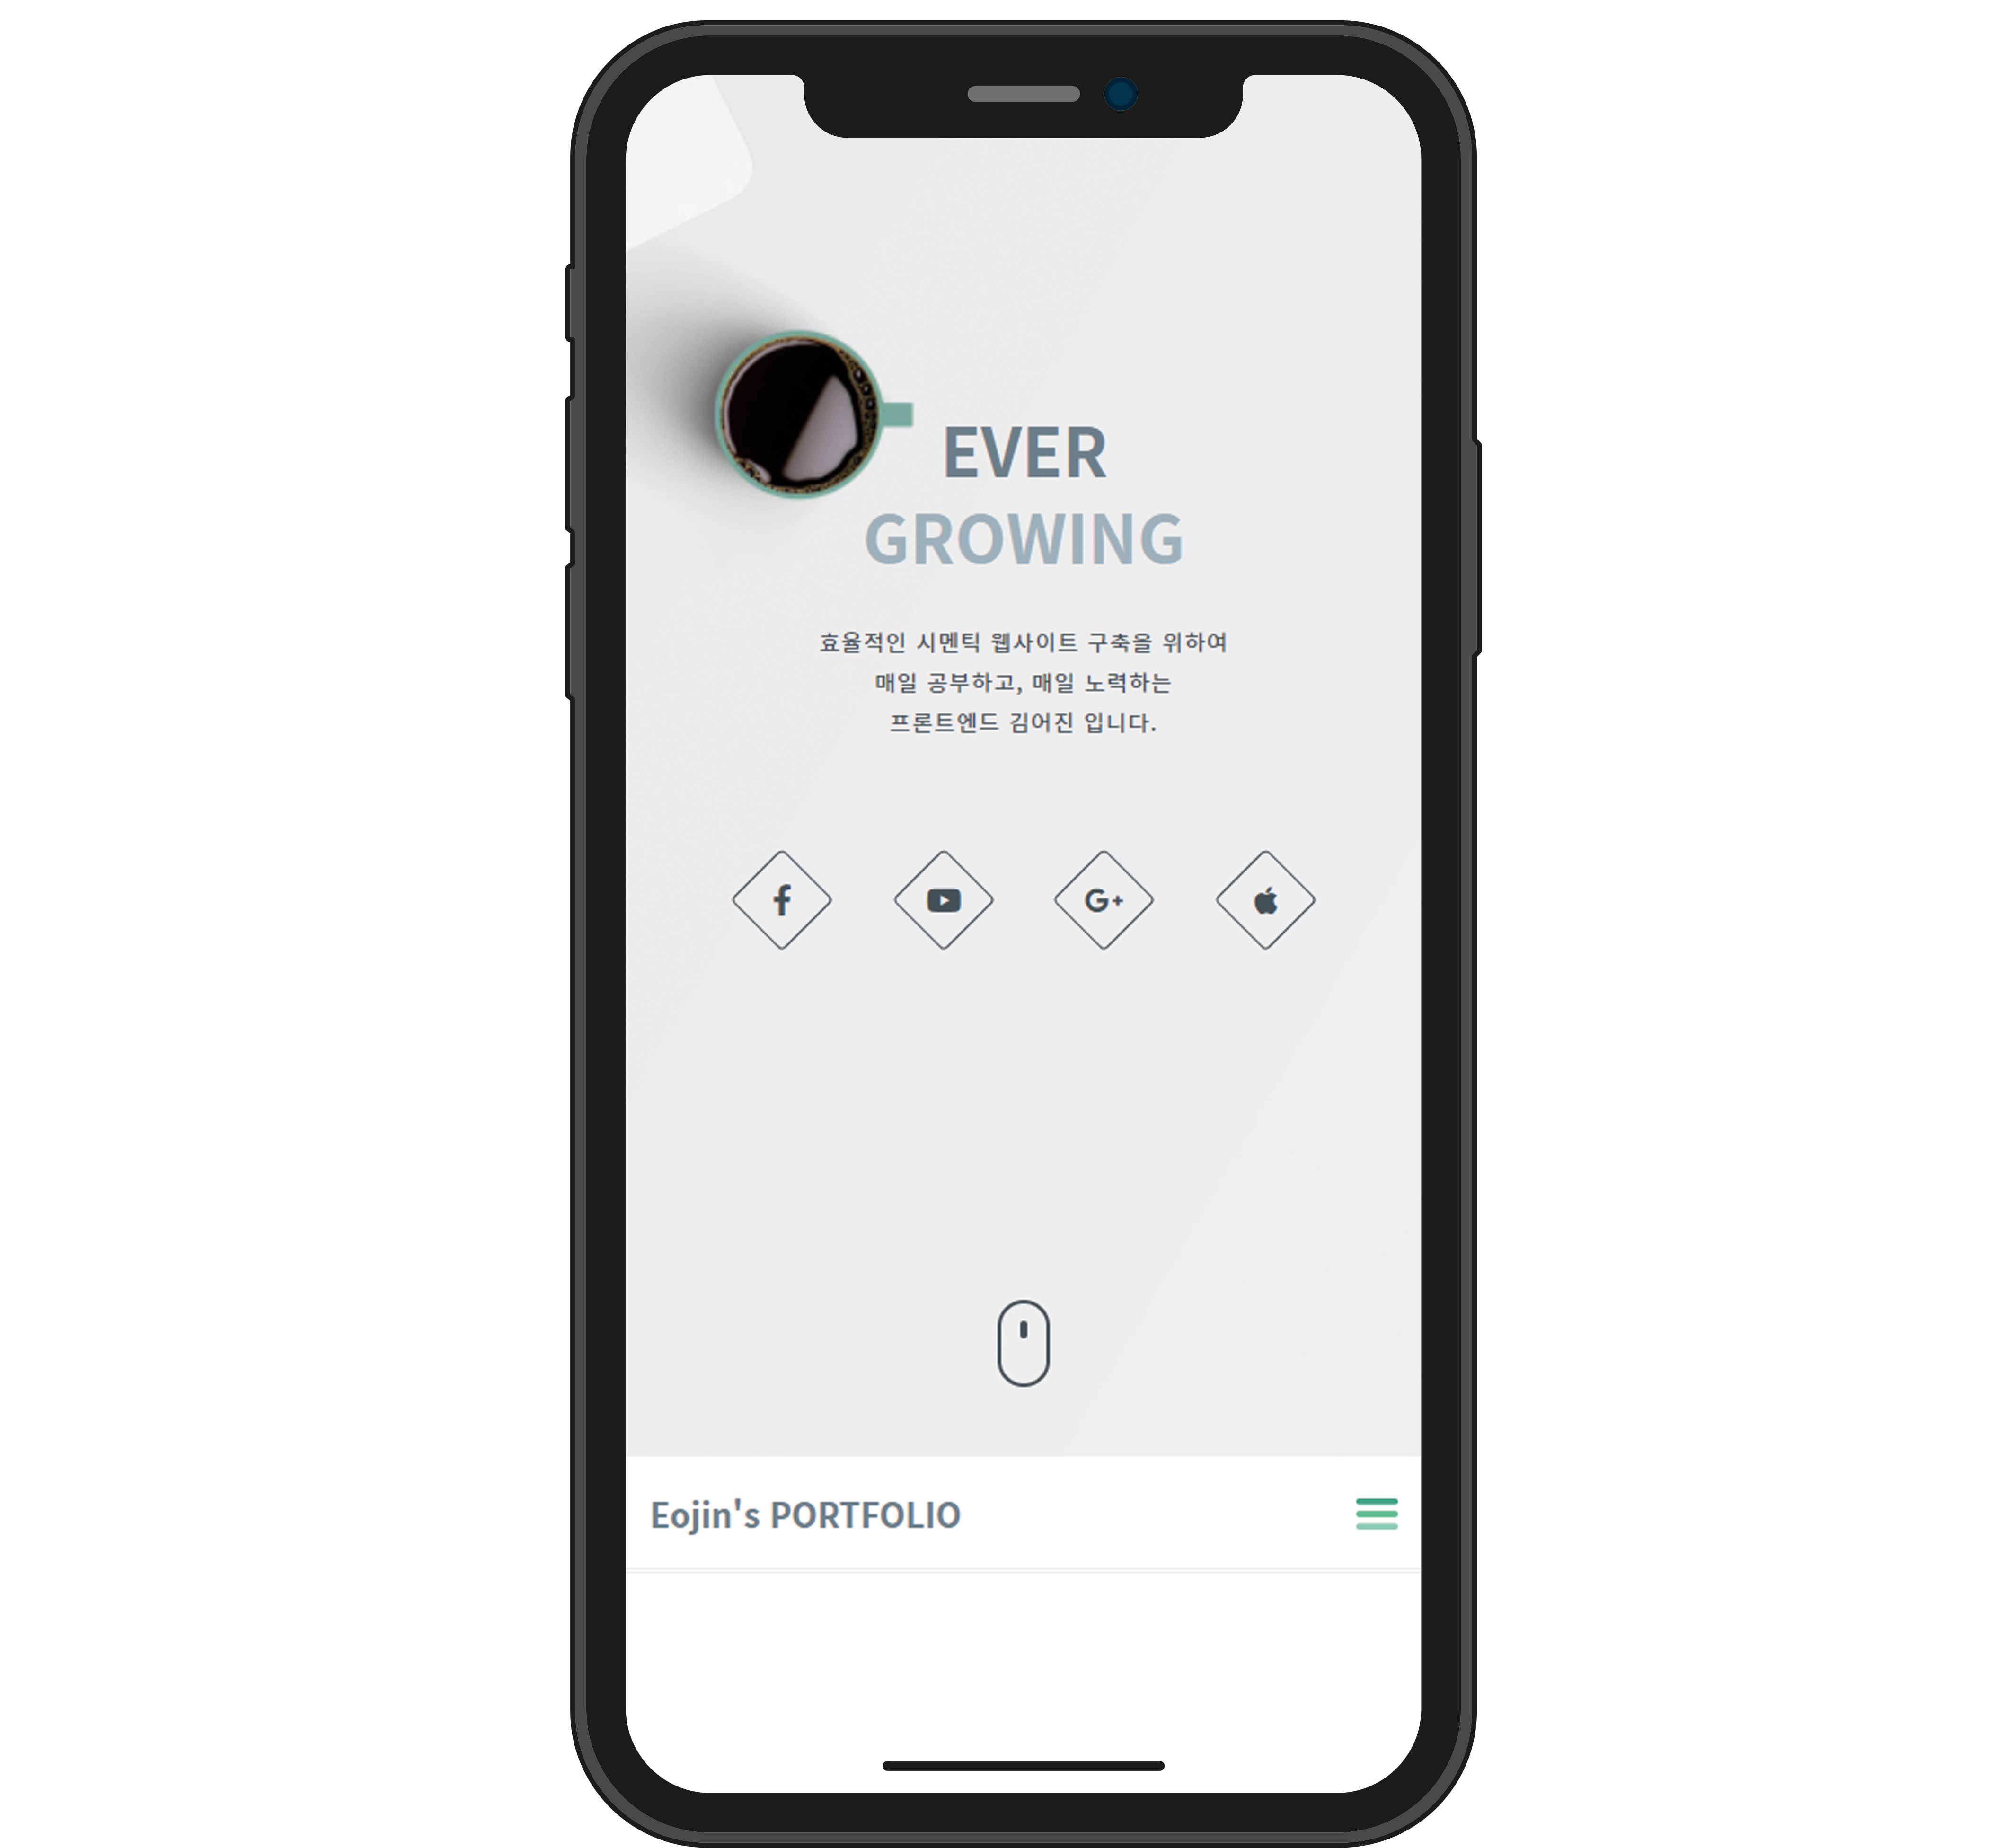 EVER
GROWING
효율적인 시멘틱 웹사이트 구축을 위하여
매일 공부하고, 매일 노력하는
프론트엔드 김어진 입니다.
G+
Eojin's PORTFOLIO